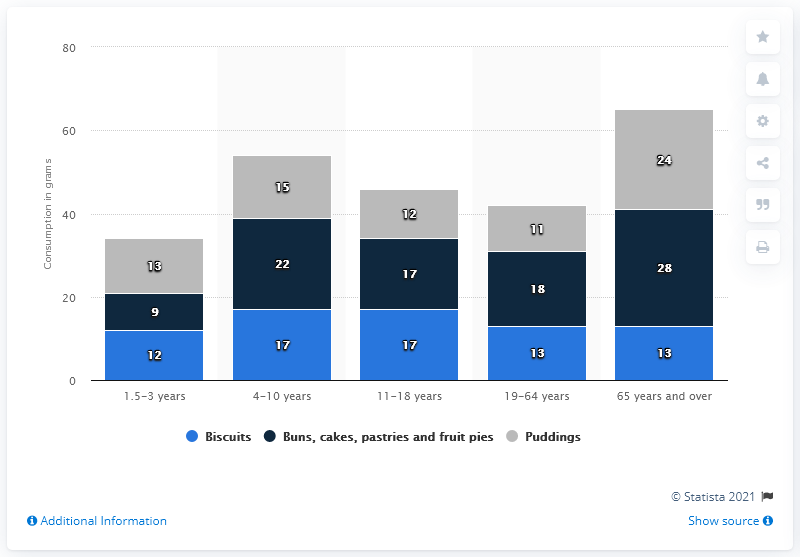 80
60
40
20
0
Consumption in grams
13
9
12
15
22
17
12
17
17
11
18
13
24
28
13
1.5–3 years
4–10 years
11–18 years
19–64 years
65 years and over
Biscuits
Buns, cakes, pastries and fruit pies
Puddings
© Statista 2021
Additional Information
Show source